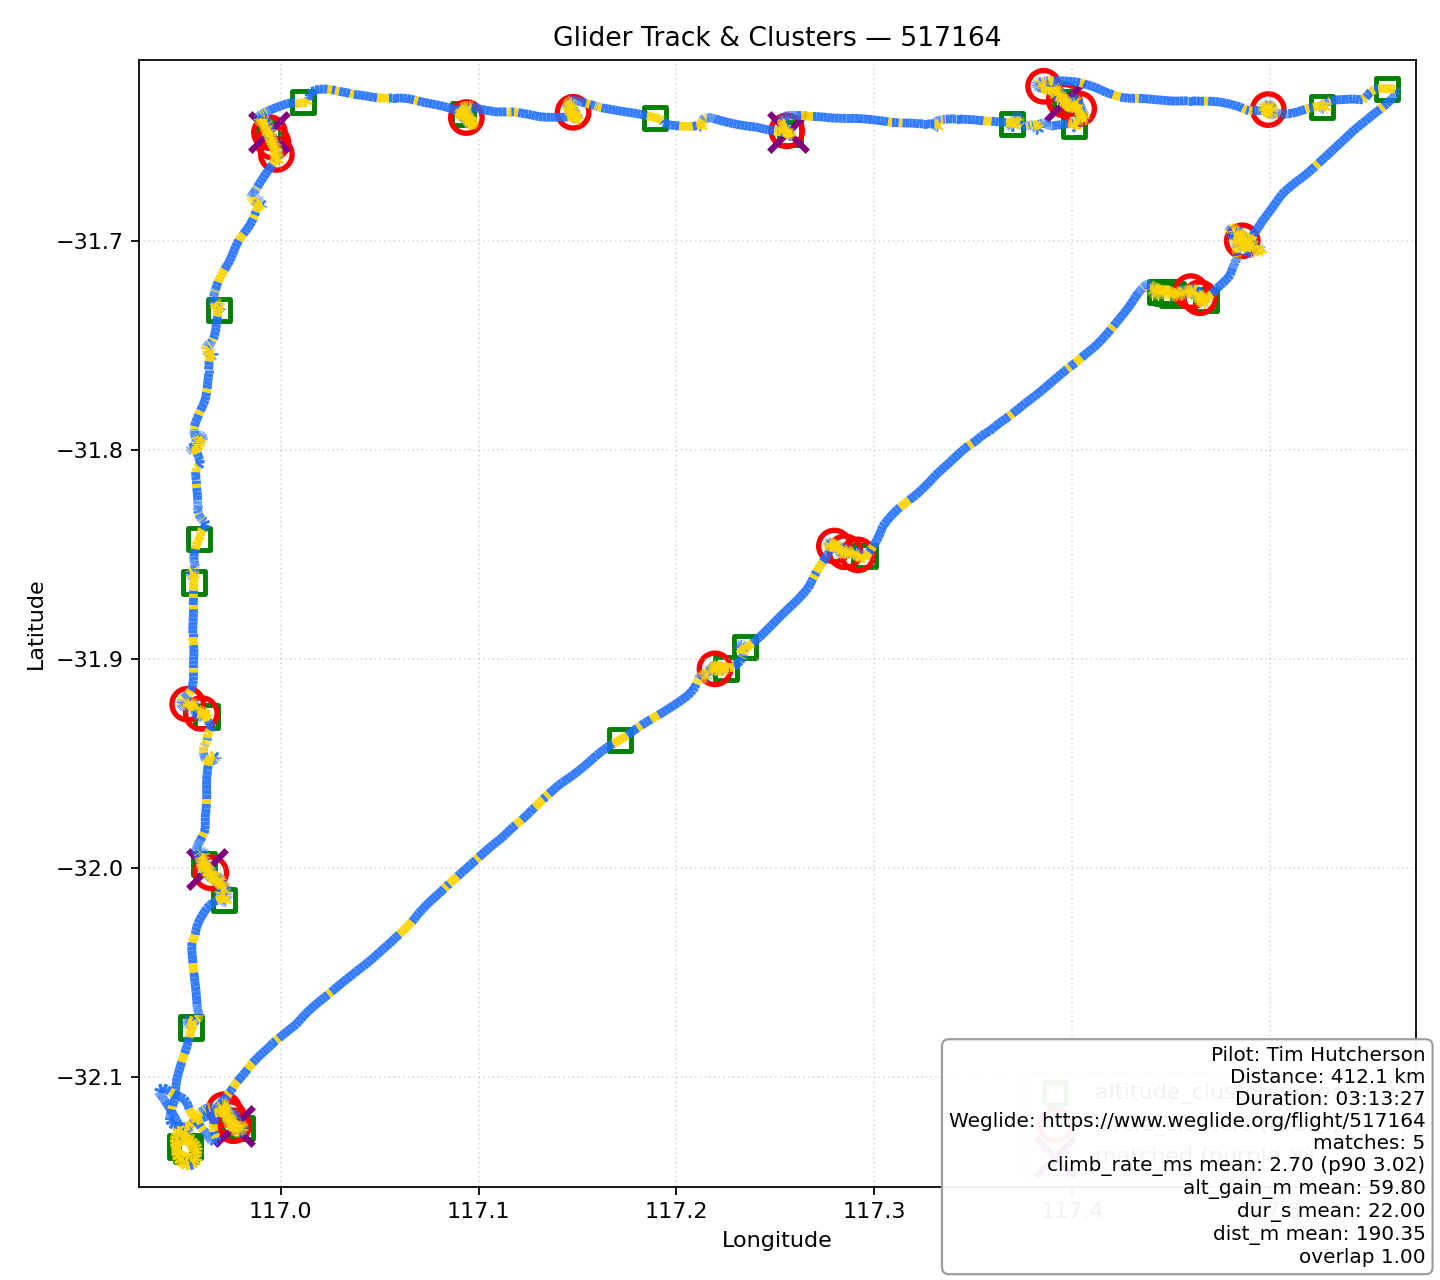 Glider Track & Clusters — 517164
Latitude
−31.7
−31.8
−31.9
−32.0
−32.1
117.0
117.1
117.2
117.3
117.4
Longitude
Pilot: Tim Hutcherson
Distance: 412.1 km
Duration: 03:13:27
Weglide: https://www.weglide.org/flight/517164
matches: 5
climb_rate_ms mean: 2.70 (p90 3.02)
alt_gain_m mean: 59.80
dur_s mean: 22.00
dist_m mean: 190.35
overlap 1.00